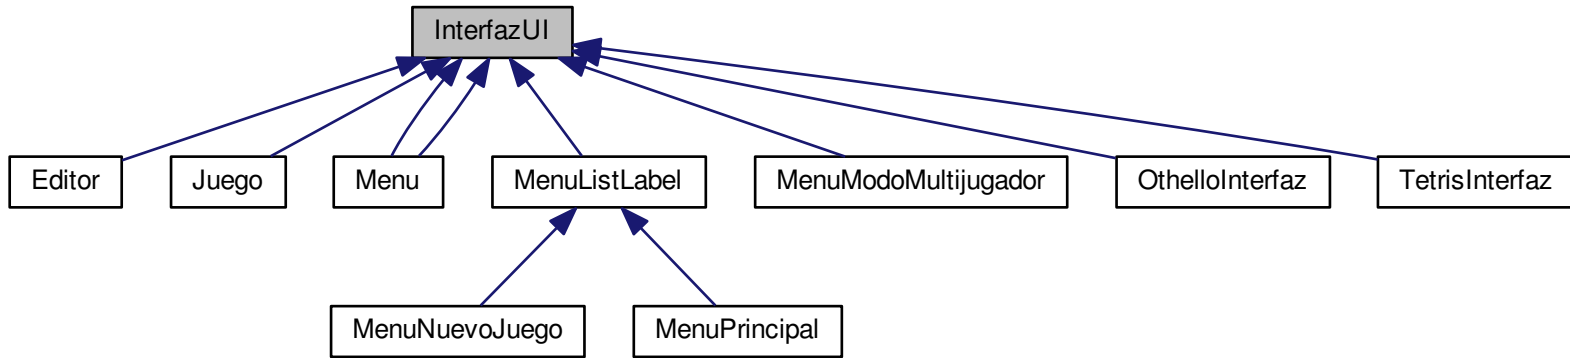 InterfazUI
Editor
Juego
Menu
MenuListLabel
MenuModoMultijugador
OthelloInterfaz
TetrisInterfaz
MenuNuevoJuego
MenuPrincipal